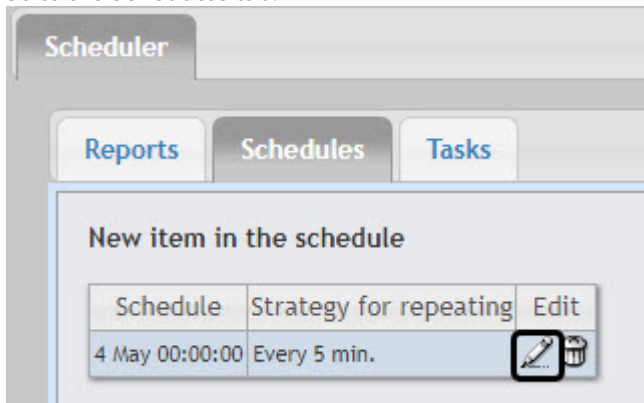 Scheduler
Reports Schedules Tasks
New item in the schedule
Schedule Strategy for repeating Edit
4 May 00:00:00 Every 5 min.